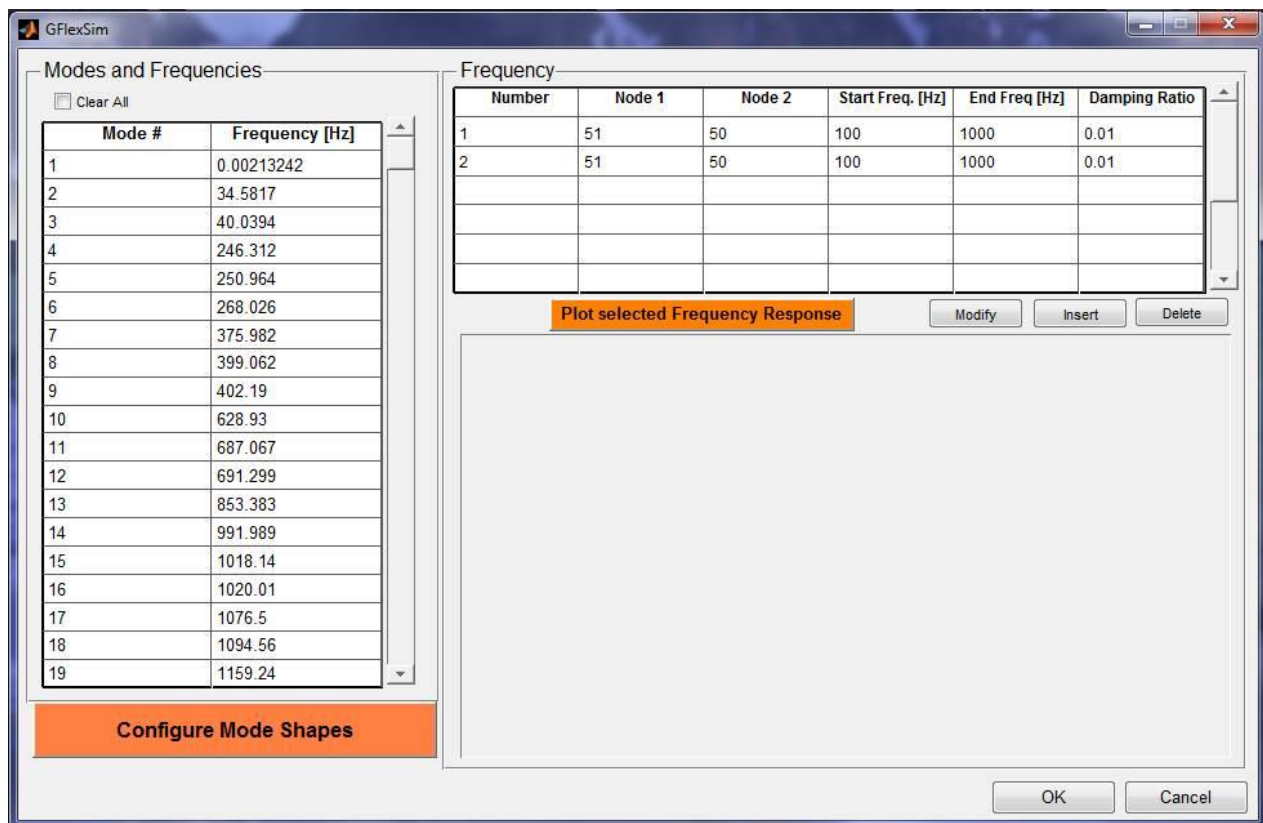 GFlexSim
Modes and Frequencies
Clear All
Mode # Frequency [Hz]
1 0.00213242
2 34.5817
3 40.0394
4 246.312
5 250.964
6 268.026
7 375.982
8 399.062
9 402.19
10 628.93
11 687.067
12 691.299
13 853.383
14 991.989
15 1018.14
16 1020.01
17 1076.5
18 1094.56
19 1159.24
Configure Mode Shapes
Frequency
Number Node 1 Node 2 Start Freq. [Hz] End Freq [Hz] Damping Ratio
1 51 50 100 1000 0.01
2 51 50 100 1000 0.01
Plot selected Frequency Response Modify Insert Delete
OK Cancel